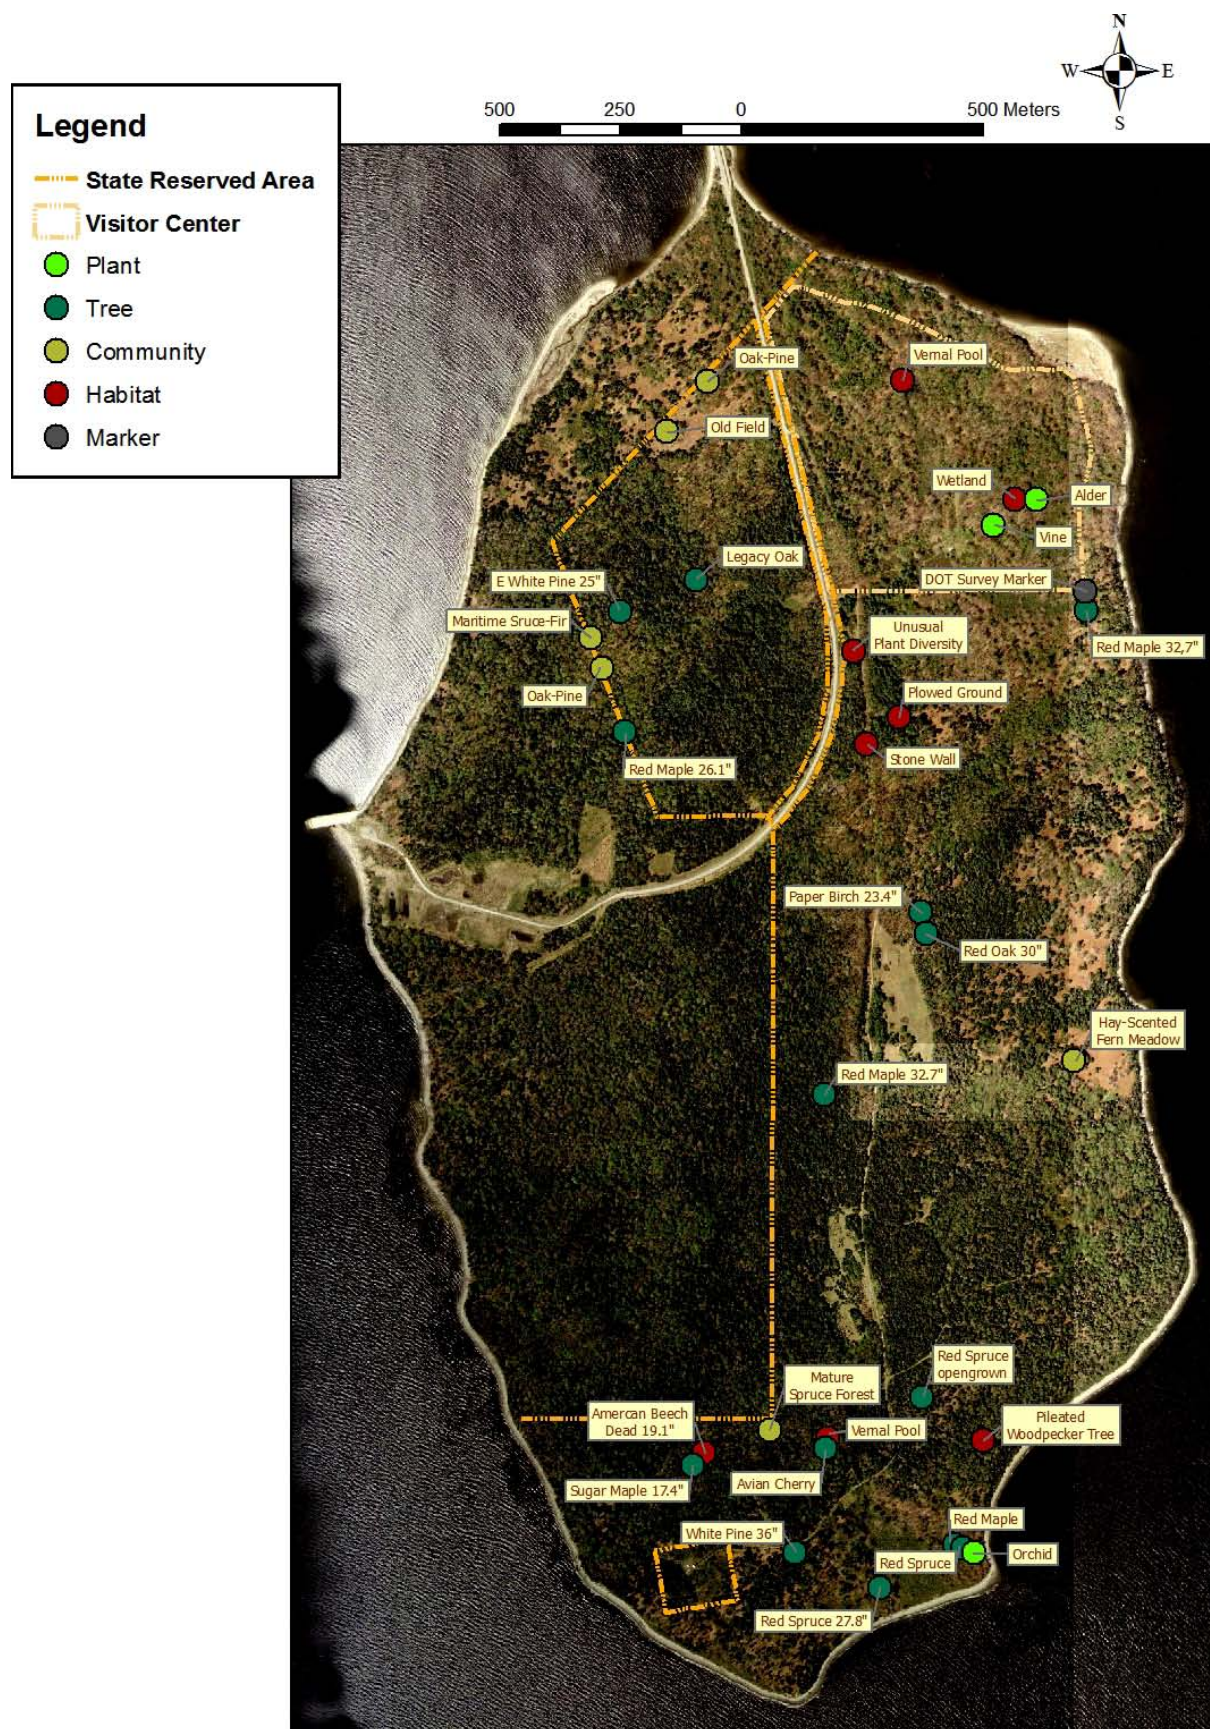 N
W E
S
500 250 0 500 Meters
Legend
State Reserved Area
Visitor Center
Plant
Tree
Community
Habitat
Marker
Oak-Pine
Vernal Pool
Old Field
Wetland
Alder
Vine
Legacy Oak
E White Pine 25"
DOT Survey Marker
Maritime Sruce-Fir
Unusual
Plant Diversity
Red Maple 32,7"
Oak-Pine
Plowed Ground
Stone Wall
Red Maple 26.1"
Paper Birch 23.4"
Red Oak 30"
Hay-Scented
Fern Meadow
Red Maple 32.7"
Red Spruce
opengrown
Mature
Spruce Forest
Amercan Beech
Dead 19.1"
Vernal Pool
Pileated
Woodpecker Tree
Sugar Maple 17.4"
Avian Cherry
White Pine 36"
Red Maple
Red Spruce
Orchid
Red Spruce 27.8"